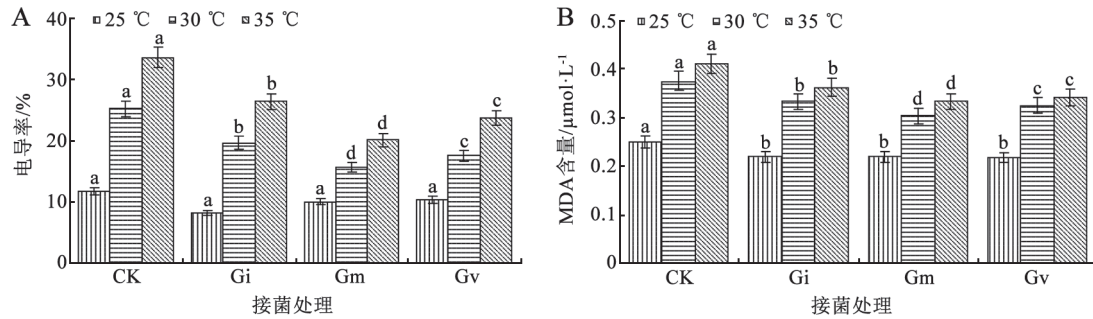 A
25 ℃ 30 ℃ 35 ℃
电导率/%
40
30
20
10
0
a a a
a b b
a d d
a c c
CK Gi Gm Gv
接菌处理
B
25 ℃ 30 ℃ 35 ℃
MDA含量/μmol·L⁻¹
0.5
0.4
0.3
0.2
0.1
0
a a a
b b b
b d d
b c c
CK Gi Gm Gv
接菌处理